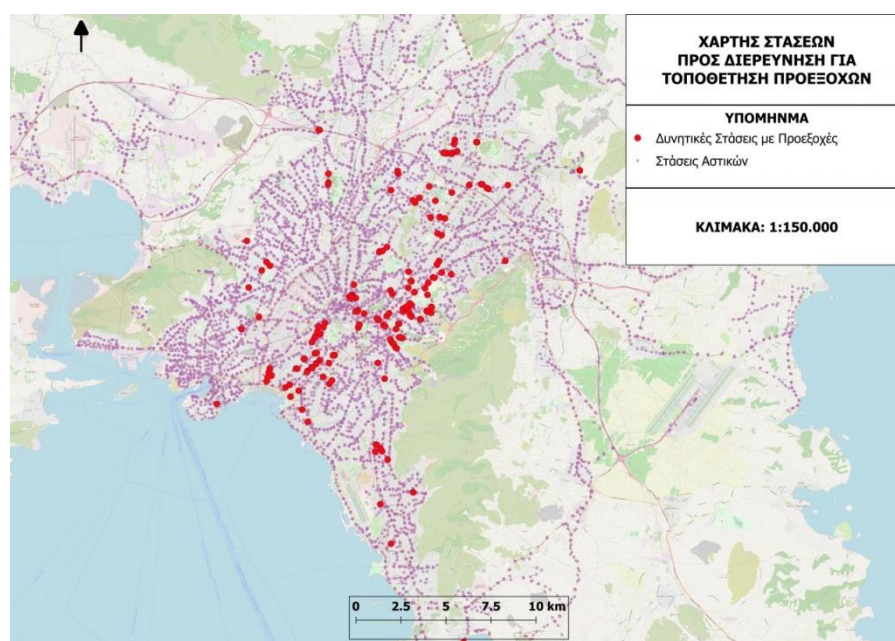 ΧΑΡΤΗΣ ΣΤΑΣΕΩΝ
ΠΡΟΣ ΔΙΕΡΕΥΝΗΣΗ ΓΙΑ
ΤΟΠΟΘΕΤΗΣΗ ΠΡΟΕΞΟΧΩΝ
ΥΠΟΜΝΗΜΑ
Δυνητικές Στάσεις με Προεξοχές
Στάσεις Αστικών
ΚΛΙΜΑΚΑ: 1:150.000
0 2.5 5 7.5 10 km